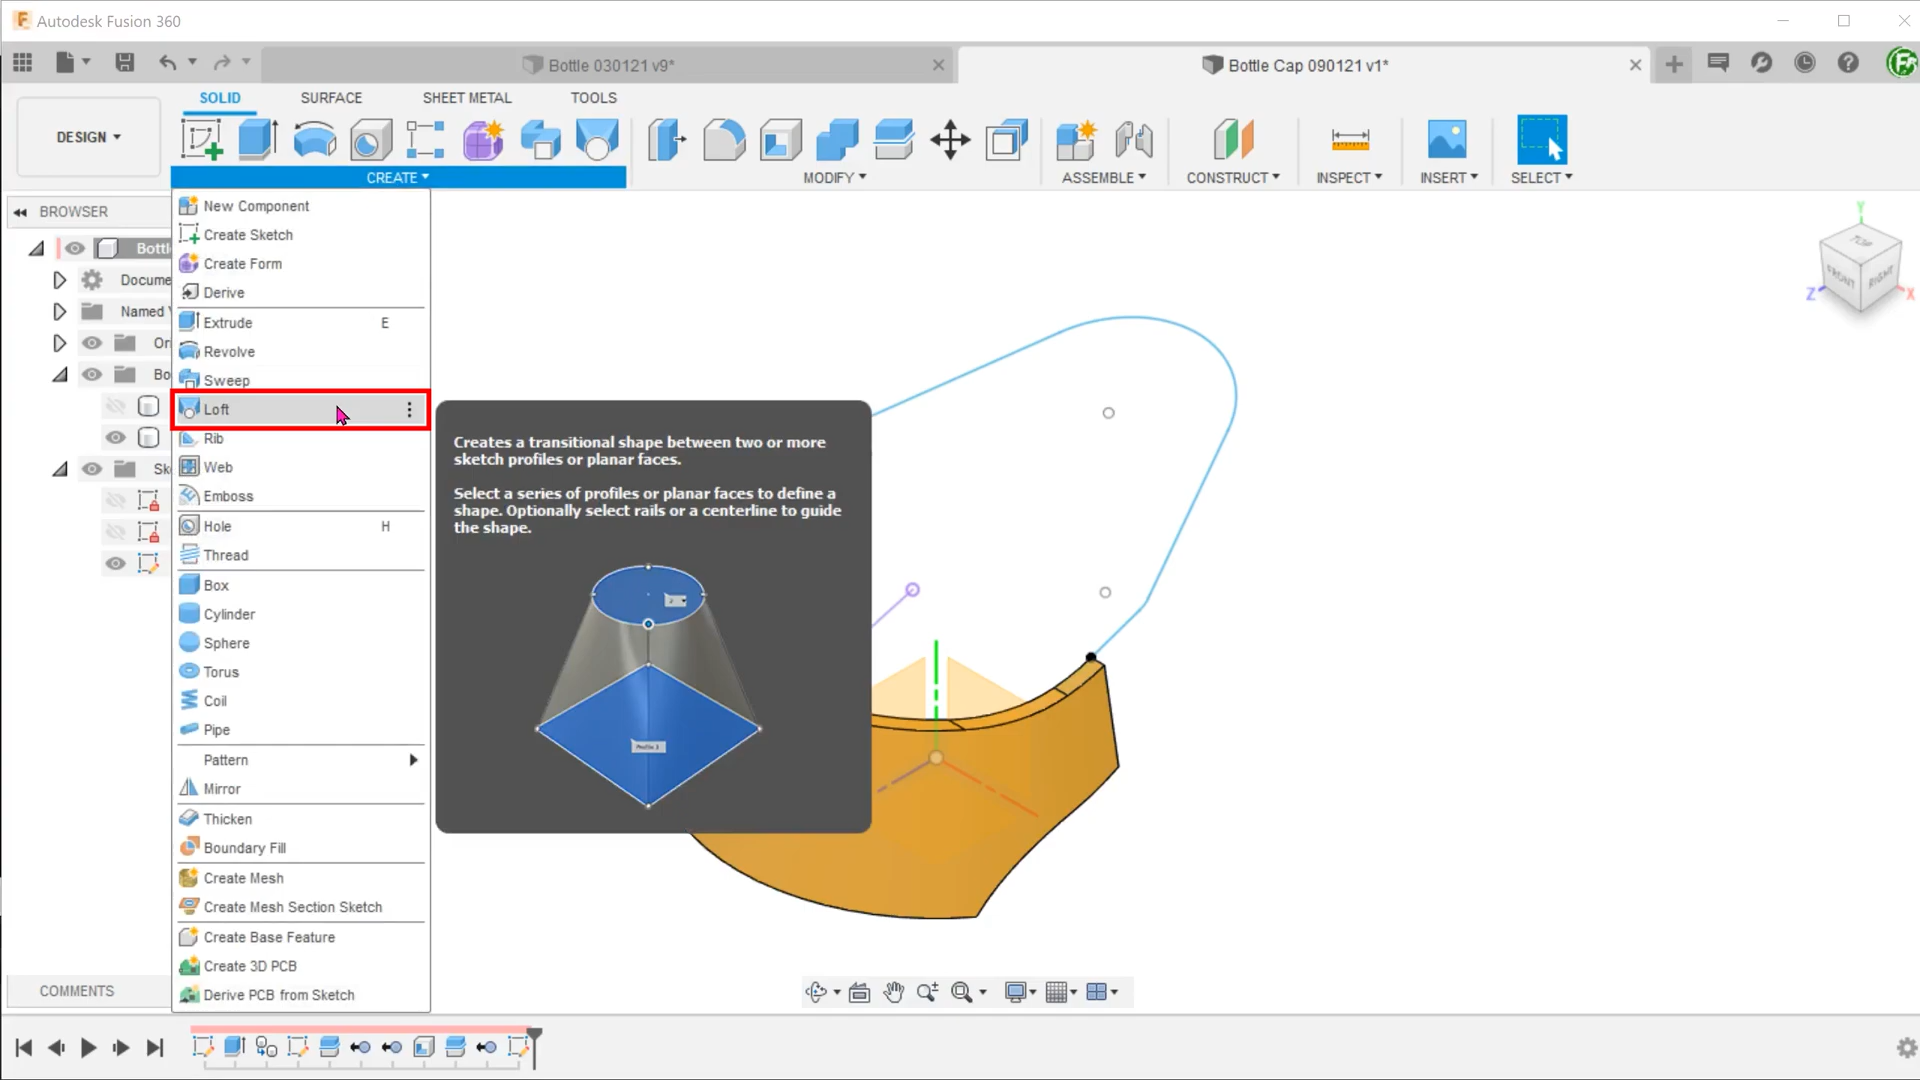 Autodesk Fusion 360
Bottle 030121 v9*
Bottle Cap 090121 v1*
SOLID
SURFACE
SHEET METAL
TOOLS
DESIGN
CREATE
MODIFY
ASSEMBLE
CONSTRUCT
INSPECT
INSERT
SELECT
BROWSER
Bottl
Docume
Named V
Ori
Bo
Sk
New Component
Create Sketch
Create Form
Derive
Extrude E
Revolve
Sweep
Loft
Rib
Web
Emboss
Hole H
Thread
Box
Cylinder
Sphere
Torus
Coil
Pipe
Pattern
Mirror
Thicken
Boundary Fill
Create Mesh
Create Mesh Section Sketch
Create Base Feature
Create 3D PCB
Derive PCB from Sketch
Creates a transitional shape between two or more
sketch profiles or planar faces.
Select a series of profiles or planar faces to define a
shape. Optionally select rails or a centerline to guide
the shape.
Y
TOP
FRONT
RIGHT
Z
X
COMMENTS